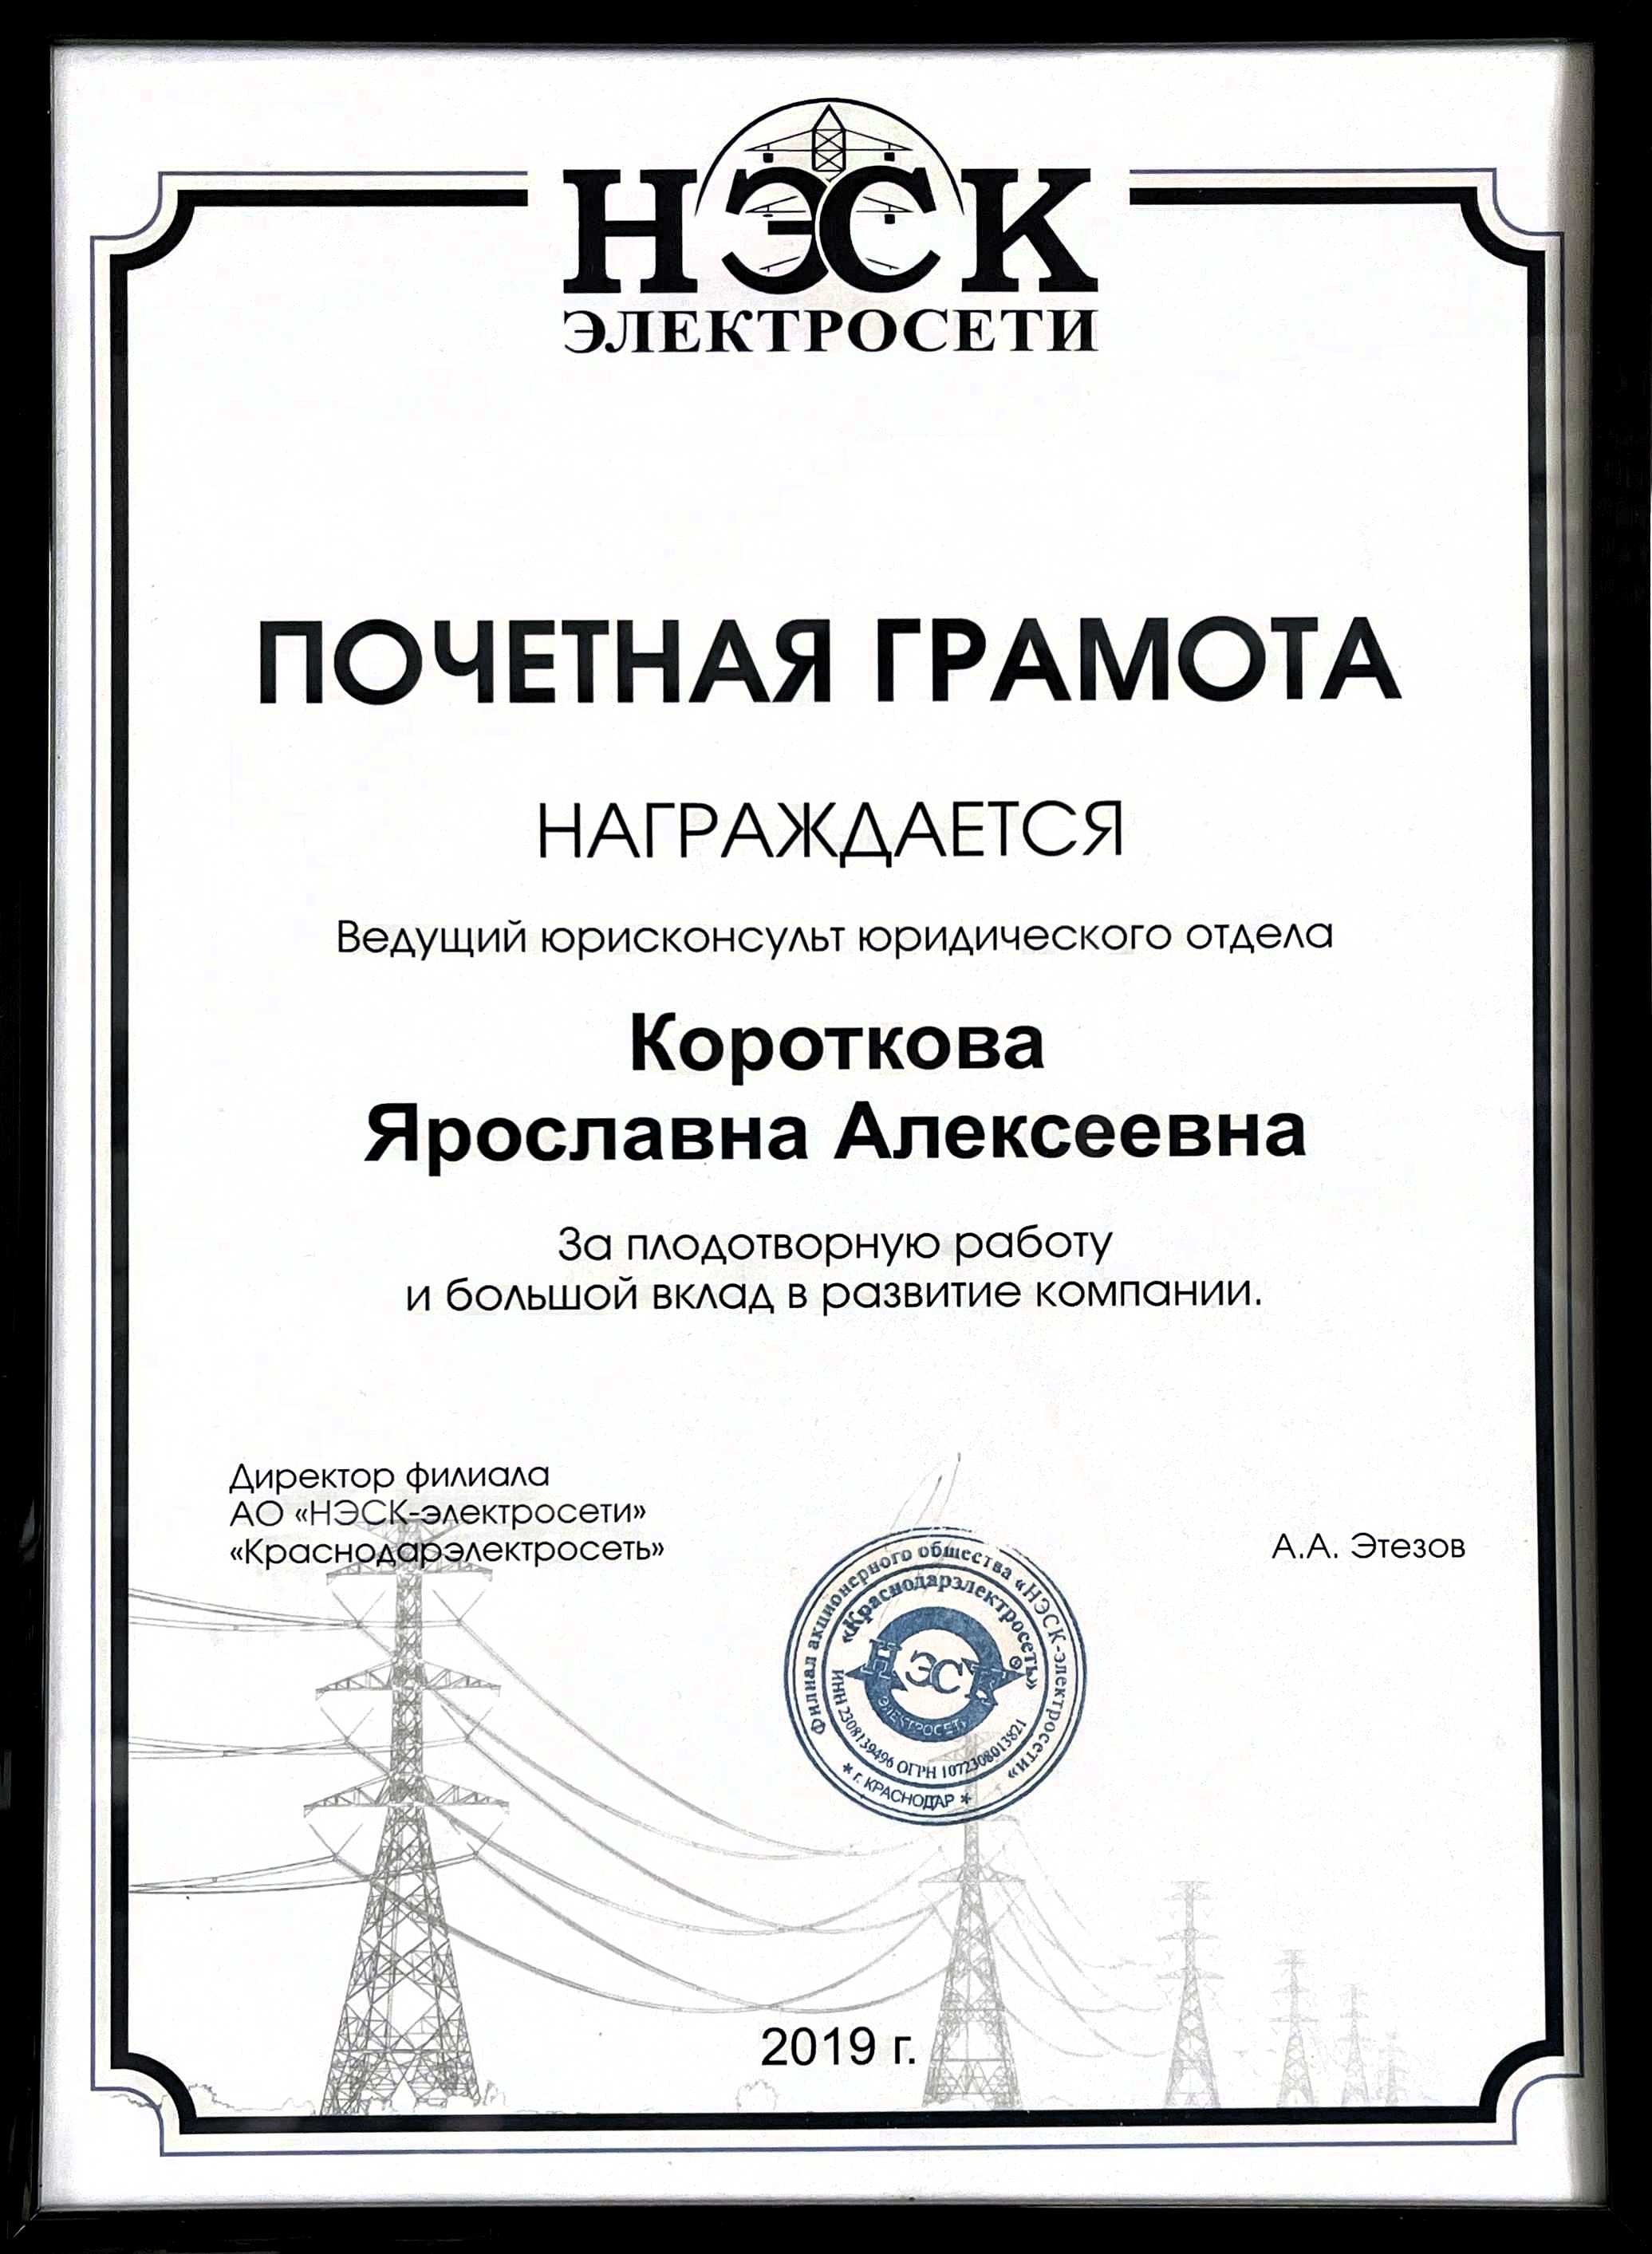 НЭСК
ЭЛЕКТРОСЕТИ
ПОЧЕТНАЯ ГРАМОТА
НАГРАЖДАЕТСЯ
Ведущий юрисконсульт юридического отдела
Короткова
Ярославна Алексеевна
За плодотворную работу
и большой вклад в развитие компании.
Директор филиала
АО «НЭСК-электросети»
«Краснодарэлектросеть»
А.А. Этезов
Филиал акционерного общества «НЭСК-электросети»
«Краснодарэлектросеть»
НЭСК
ЭЛЕКТРОСЕТИ
ИНН 2308139496 ОГРН 1072308013821
* г. КРАСНОДАР *
2019 г.